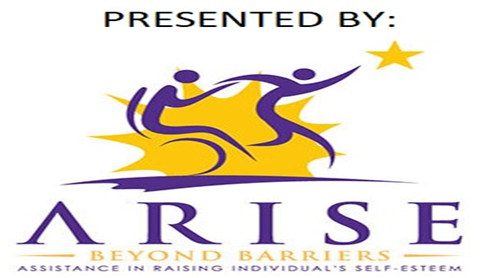 PRESENTED BY:
ARISE
BEYOND BARRIERS
ASSISTANCE IN RAISING INDIVIDUAL'S SELF-ESTEEM